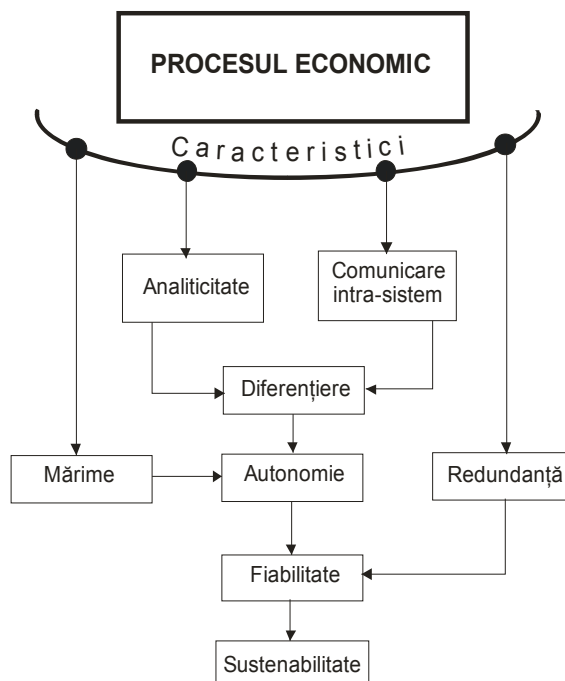 PROCESUL ECONOMIC
Caracteristici
Analiticitate
Comunicare
intra-sistem
Diferențiere
Mărime
Autonomie
Redundanță
Fiabilitate
Sustenabilitate